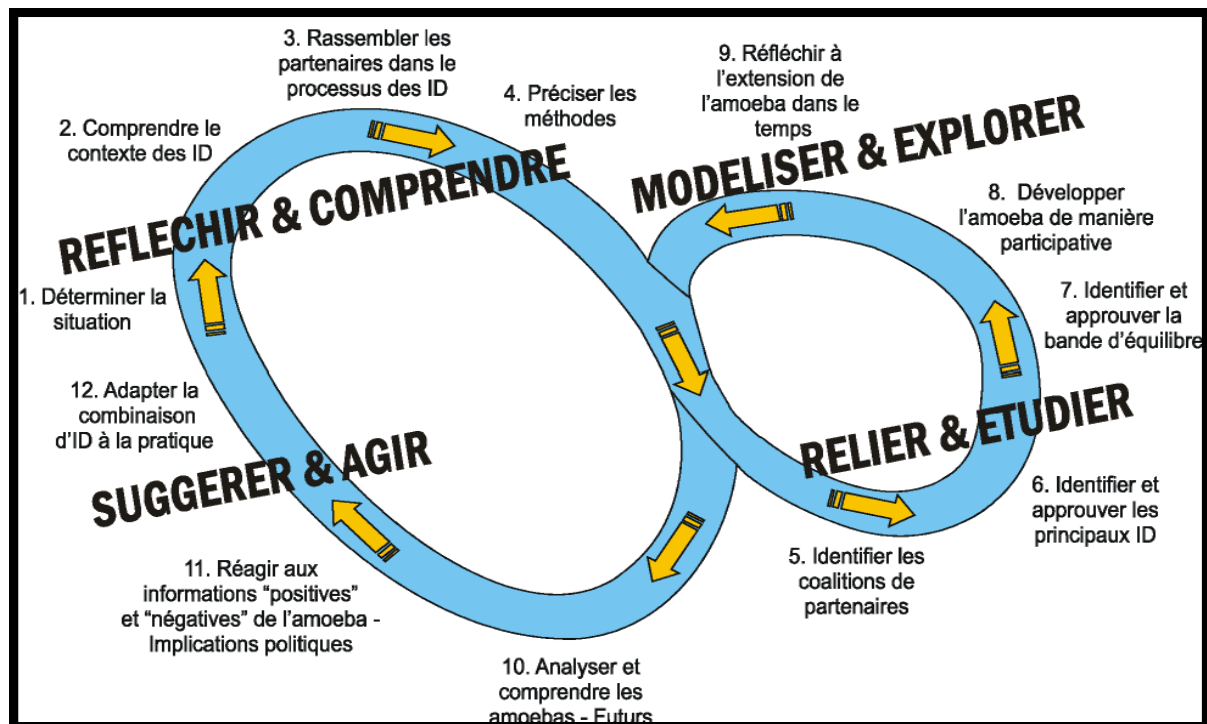 3. Rassembler les
partenaires dans le
processus des ID
9. Réfléchir à
l'extension de
l'amoeba dans le
temps
4. Préciser les
méthodes
2. Comprendre le
contexte des ID
MODELISER & EXPLORER
REFLECHIR & COMPRENDRE
8. Développer
l'amoeba de manière
participative
1. Déterminer la
situation
7. Identifier et
approuver la
bande d'équilibre
12. Adapter la
combinaison
d'ID à la pratique
SUGGERER & AGIR
RELIER & ETUDIER
6. Identifier et
approuver les
principaux ID
5. Identifier les
coalitions de
partenaires
11. Réagir aux
informations “positives”
et “négatives” de l'amoeba -
Implications politiques
10. Analyser et
comprendre les
amoebas - Futurs